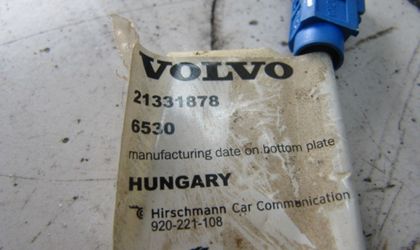 VOLVO
21331878
6530
manufacturing date on bottom plate
HUNGARY
Hirschmann Car Communication
920-221-108